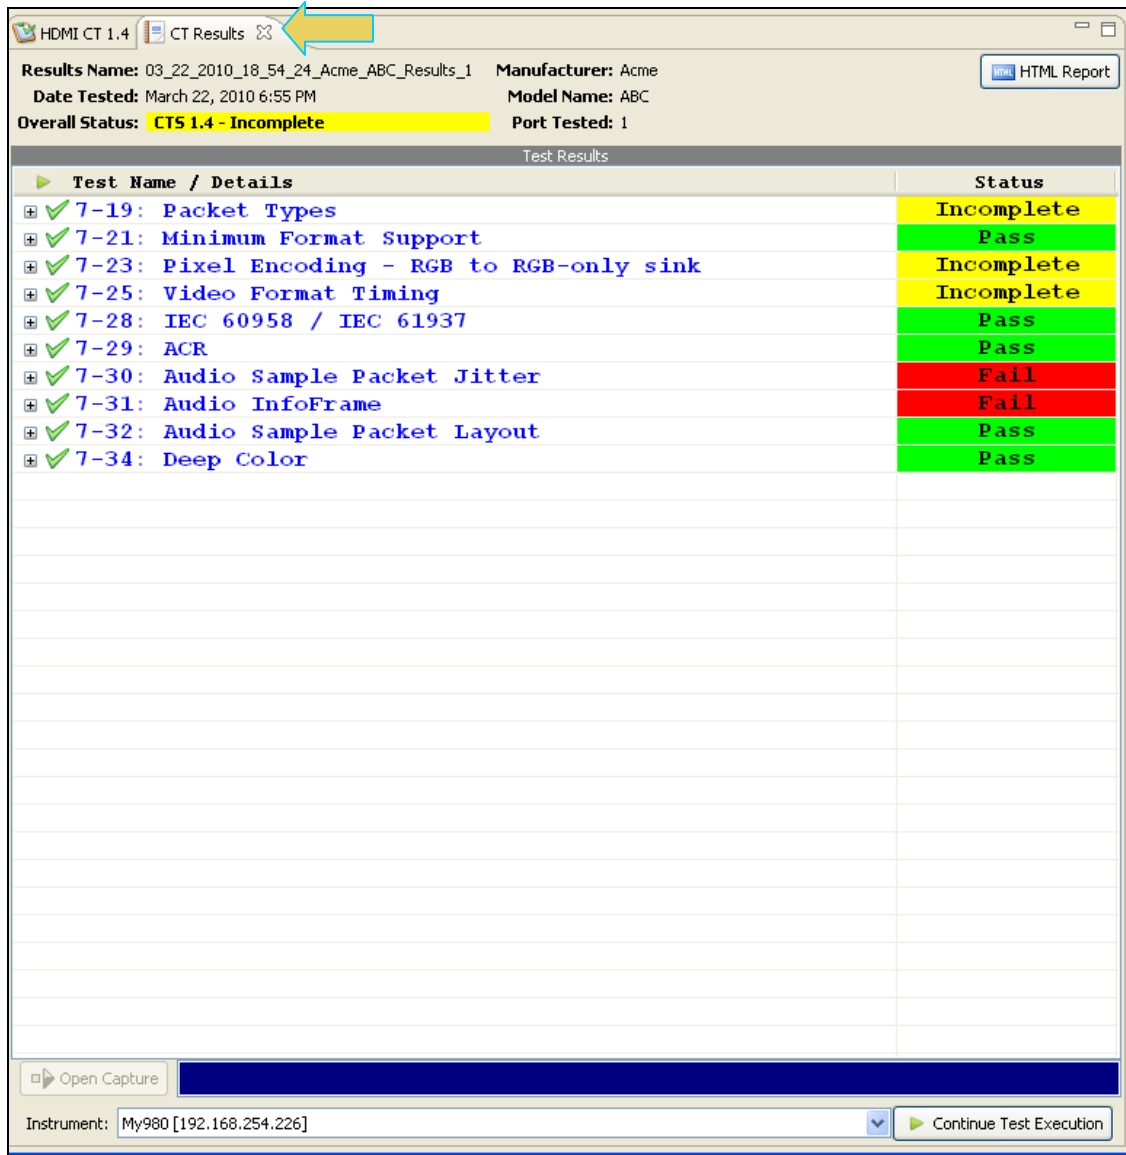 HDMI CT 1.4 CT Results
Results Name: 03_22_2010_18_54_24_Acme_ABC_Results_1 Manufacturer: Acme
HTML HTML Report
Date Tested: March 22, 2010 6:55 PM Model Name: ABC
Overall Status: CTS 1.4 - Incomplete Port Tested: 1
Test Results
Test Name / Details Status
7-19: Packet Types Incomplete
7-21: Minimum Format Support Pass
7-23: Pixel Encoding - RGB to RGB-only sink Incomplete
7-25: Video Format Timing Incomplete
7-28: IEC 60958 / IEC 61937 Pass
7-29: ACR Pass
7-30: Audio Sample Packet Jitter Fail
7-31: Audio InfoFrame Fail
7-32: Audio Sample Packet Layout Pass
7-34: Deep Color Pass
Open Capture
Instrument: My980 [192.168.254.226] Continue Test Execution